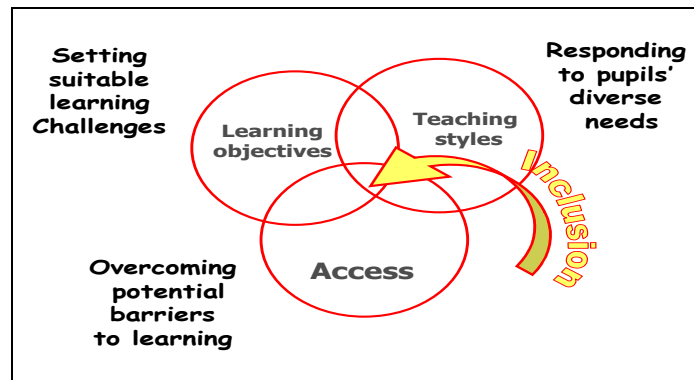 Setting
suitable
learning
Challenges
Responding
to pupils’
diverse
needs
Learning
objectives
Teaching
styles
Inclusion
Access
Overcoming
potential
barriers
to learning